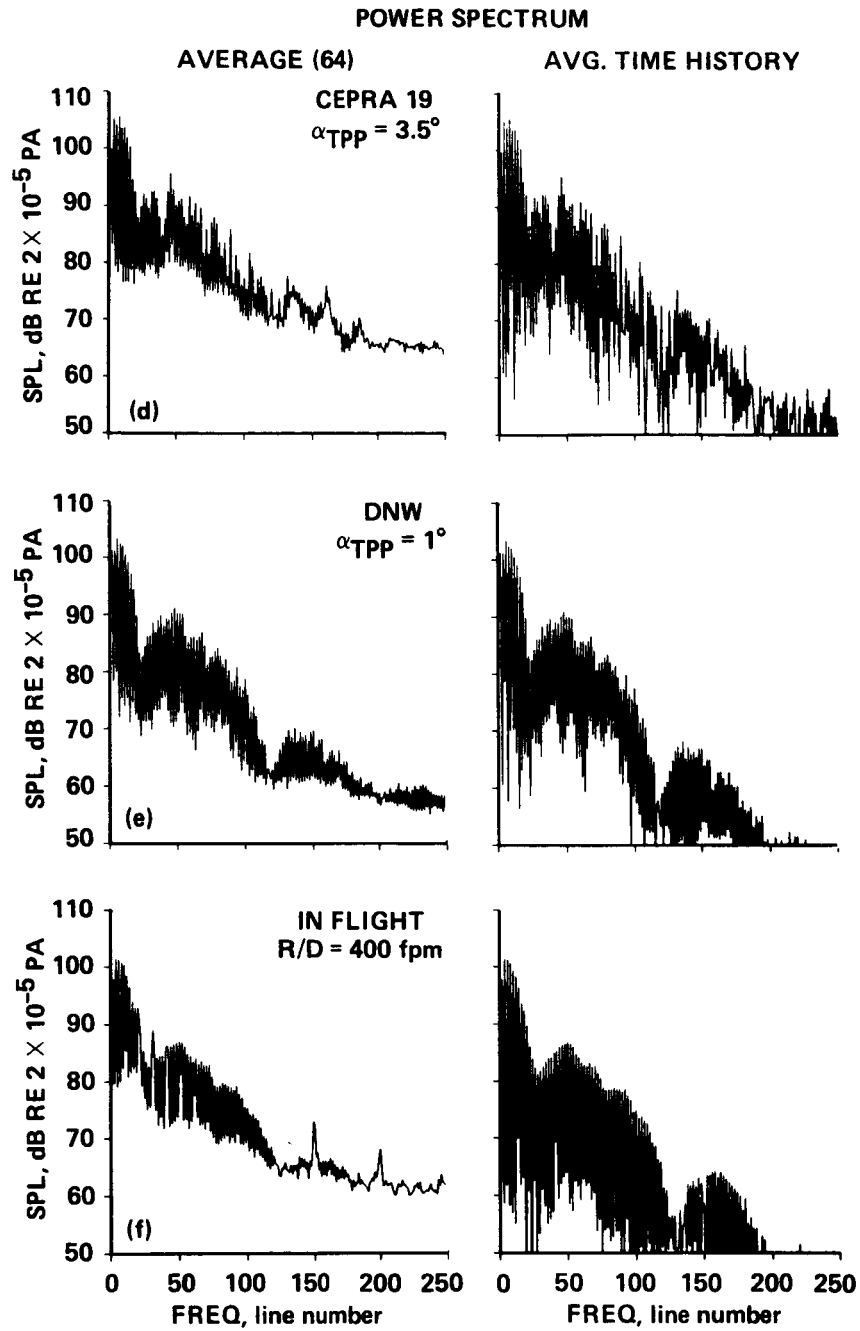 POWER SPECTRUM
AVERAGE (64)
AVG. TIME HISTORY
CEPRA 19
αTPP = 3.5°
SPL, dB RE 2 × 10⁻⁵ PA
110
100
90
80
70
60
50
(d)
DNW
αTPP = 1°
SPL, dB RE 2 × 10⁻⁵ PA
110
100
90
80
70
60
50
(e)
IN FLIGHT
R/D = 400 fpm
SPL, dB RE 2 × 10⁻⁵ PA
110
100
90
80
70
60
50
(f)
0 50 100 150 200 250
FREQ, line number
0 50 100 150 200 250
FREQ, line number